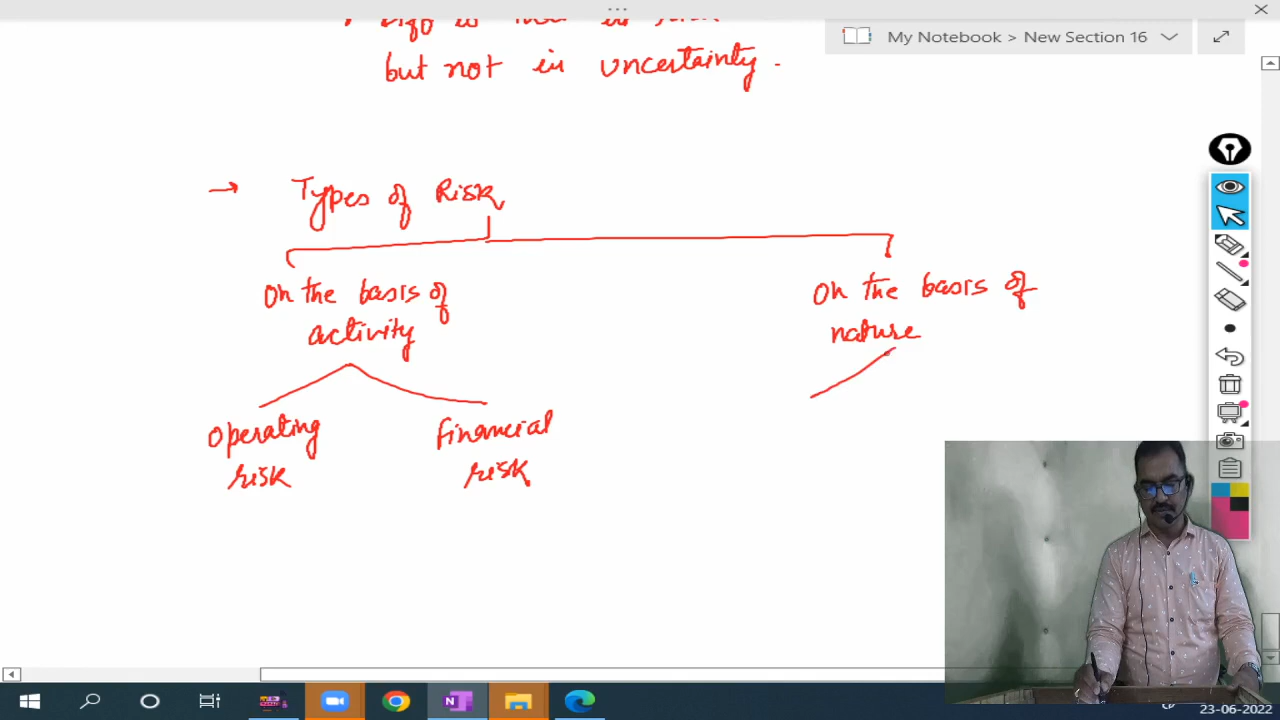 My Notebook > New Section 16
but not in uncertainty.
→ Types of Risk
On the basis of
activity
On the basis of
nature
Operating
risk
financial
risk
23-06-2022